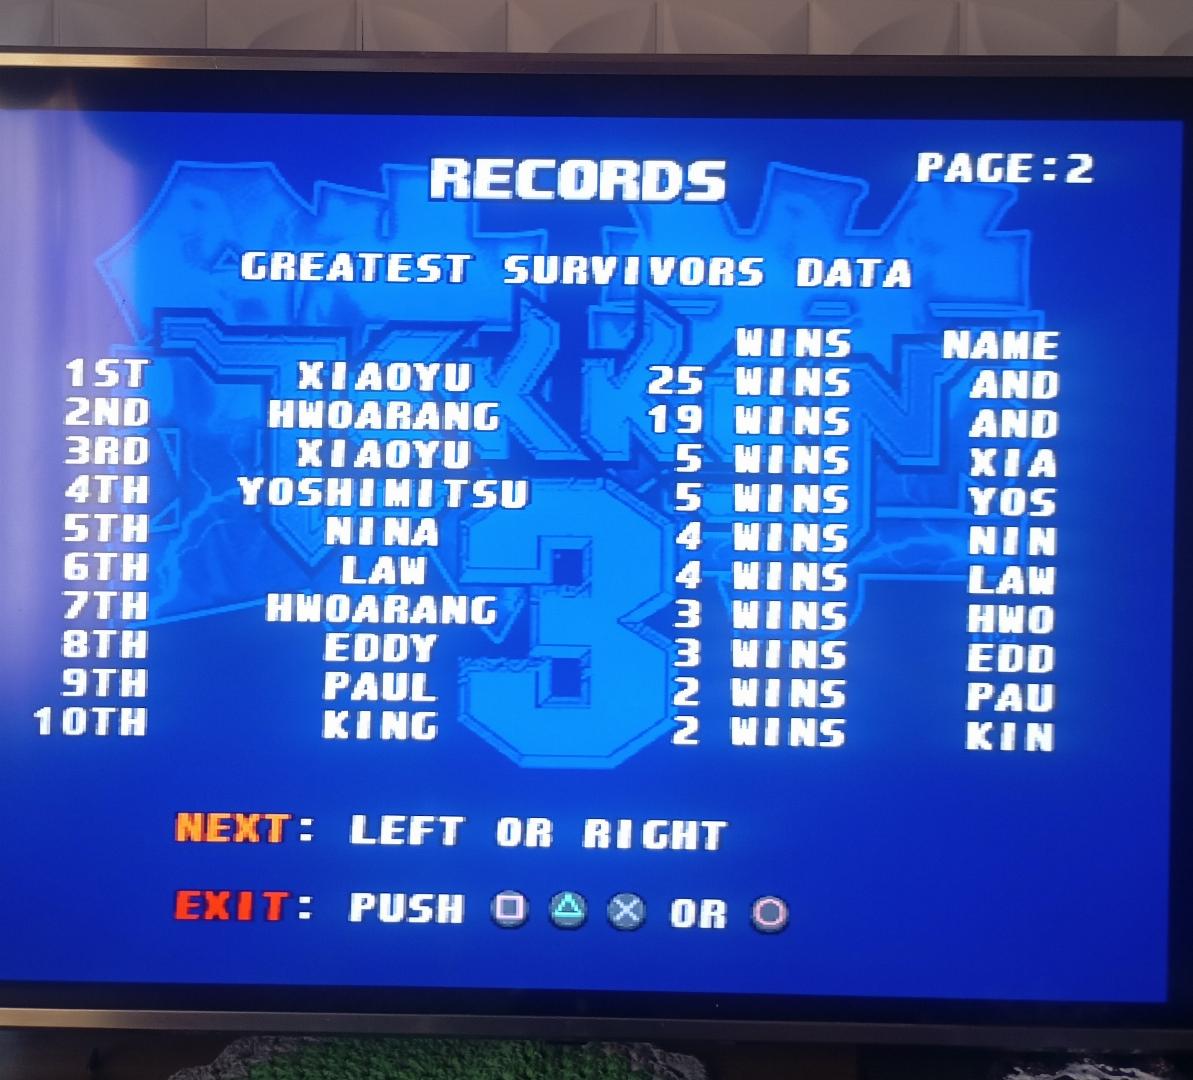 RECORDS
PAGE:2
GREATEST SURVIVORS DATA
WINS NAME
1ST XIAOYU 25 WINS AND
2ND HWOARANG 19 WINS AND
3RD XIAOYU 5 WINS XIA
4TH YOSHIMITSU 5 WINS YOS
5TH NINA 4 WINS NIN
6TH LAW 4 WINS LAW
7TH HWOARANG 3 WINS HWO
8TH EDDY 3 WINS EDD
9TH PAUL 2 WINS PAU
10TH KING 2 WINS KIN
TEKKEN
3
NEXT: LEFT OR RIGHT
EXIT: PUSH □ △ ✕ OR ○